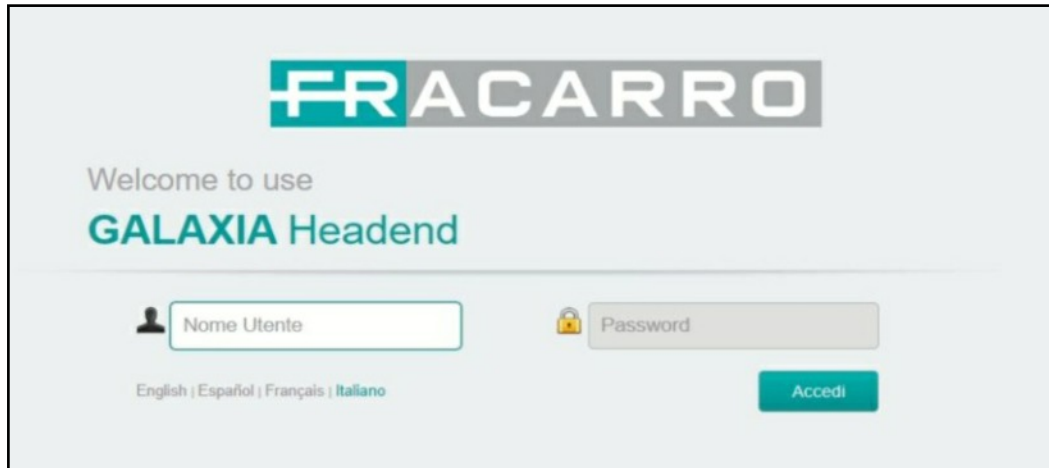 FRACARRO
Welcome to use
GALAXIA Headend
Nome Utente
Password
English | Español | Français | Italiano
Accedi